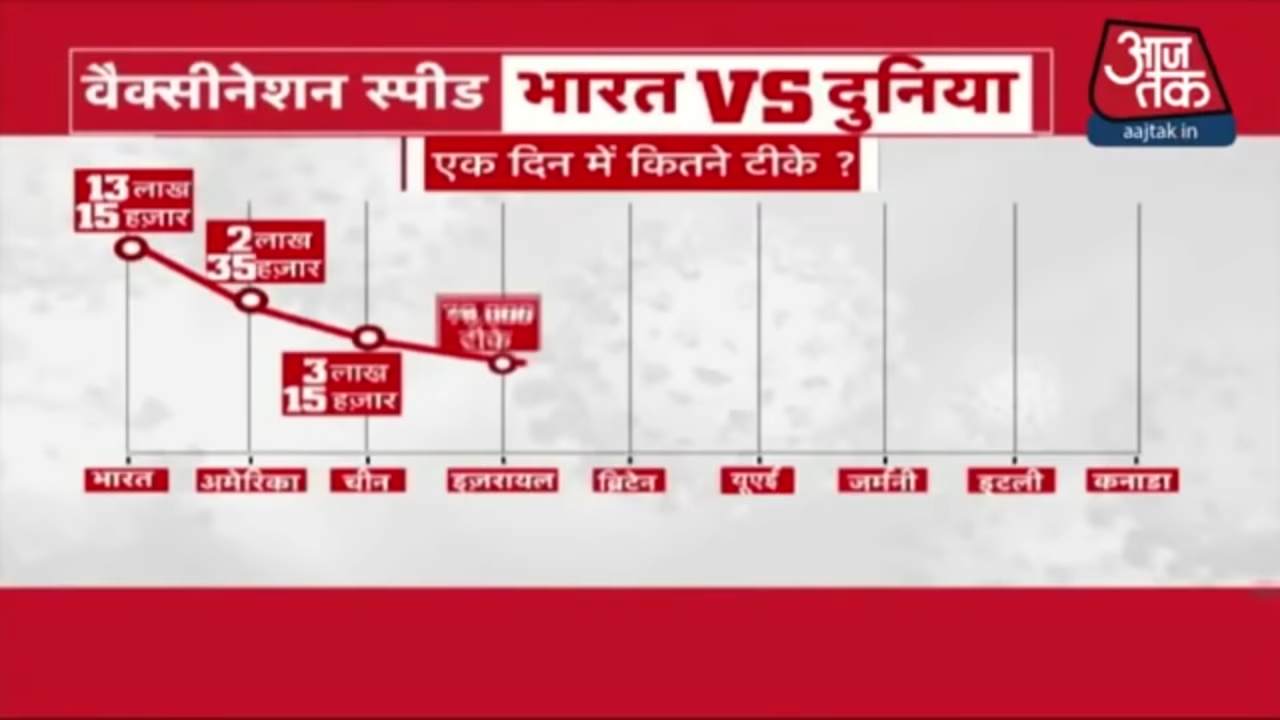 वैक्सीनेशन स्पीड भारत VS दुनिया
आज
तक
aajtak.in
एक दिन में कितने टीके ?
13 लाख
15 हज़ार
2 लाख
35 हज़ार
3 लाख
15 हज़ार
टीके
भारत अमेरिका चीन इज़रायल ब्रिटेन यूएई जर्मनी इटली कनाडा